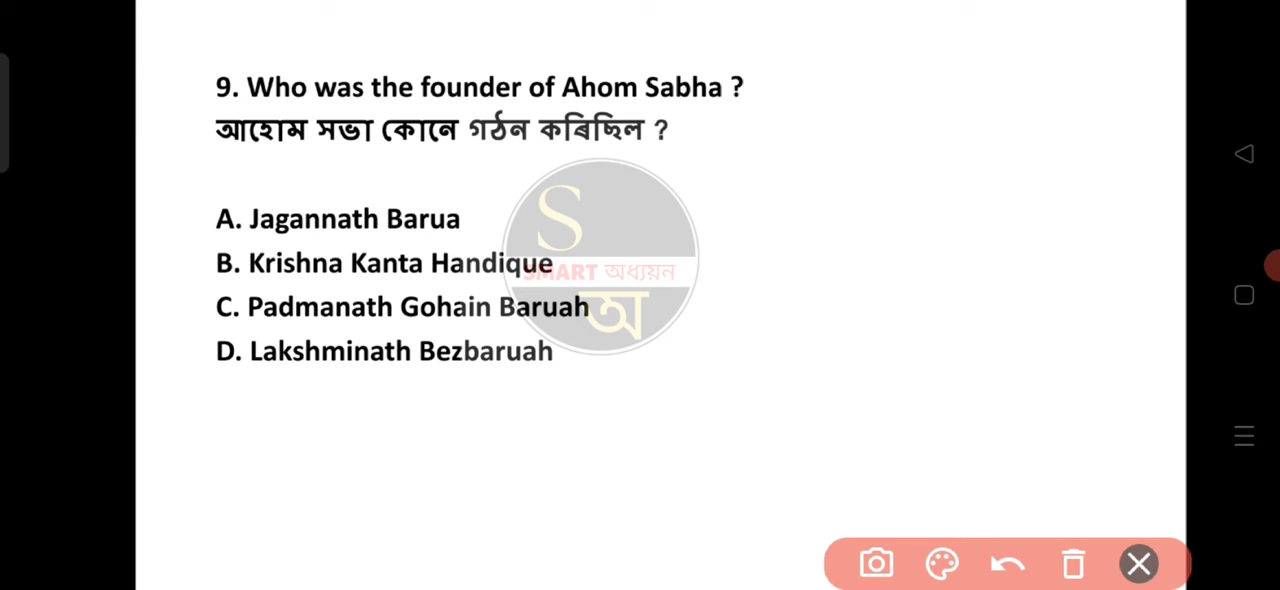 9. Who was the founder of Ahom Sabha ?
আহোম সভা কোনে গঠন কৰিছিল ?
A. Jagannath Barua
B. Krishna Kanta Handique
C. Padmanath Gohain Baruah
D. Lakshminath Bezbaruah
S
SMART অধ্যয়ন
অ